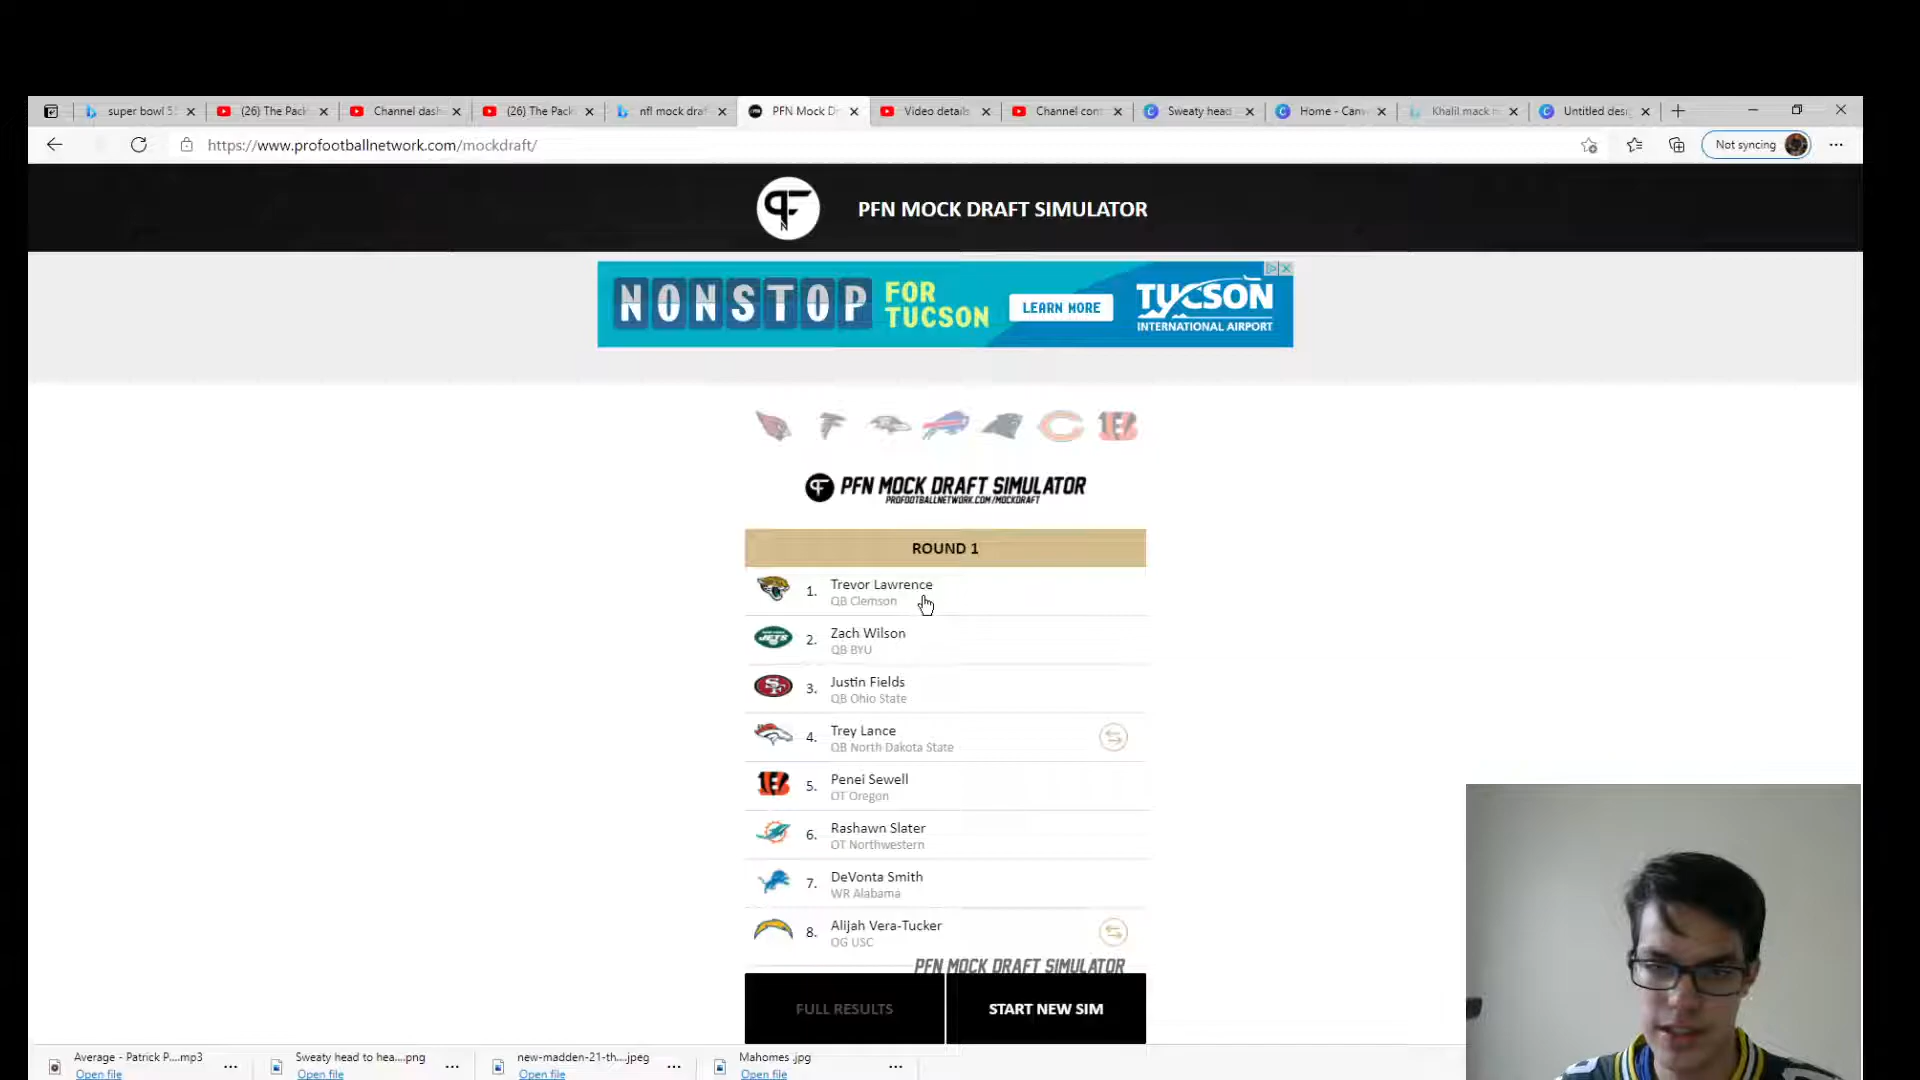 super bowl 5
(26) The Pack
Channel dash
(26) The Pack
nfl mock draf
PFN Mock Dr
Video details
Channel con
Sweaty head
Home - Can
Khalil mack
Untitled desi
https://www.profootballnetwork.com/mockdraft/
Not syncing
PFN MOCK DRAFT SIMULATOR
NONSTOP
FOR
TUCSON
LEARN MORE
TUCSON
INTERNATIONAL AIRPORT
PFN MOCK DRAFT SIMULATOR
PROFOOTBALLNETWORK.COM/MOCKDRAFT
ROUND 1
1. Trevor Lawrence
QB Clemson
2. Zach Wilson
QB BYU
JETS
3. Justin Fields
QB Ohio State
4. Trey Lance
QB North Dakota State
5. Penei Sewell
OT Oregon
6. Rashawn Slater
OT Northwestern
7. DeVonta Smith
WR Alabama
8. Alijah Vera-Tucker
OG USC
PFN MOCK DRAFT SIMULATOR
FULL RESULTS
START NEW SIM
Average - Patrick P....mp3
Open file
Sweaty head to hea....png
Open file
new-madden-21-th....jpeg
Open file
Mahomes .jpg
Open file